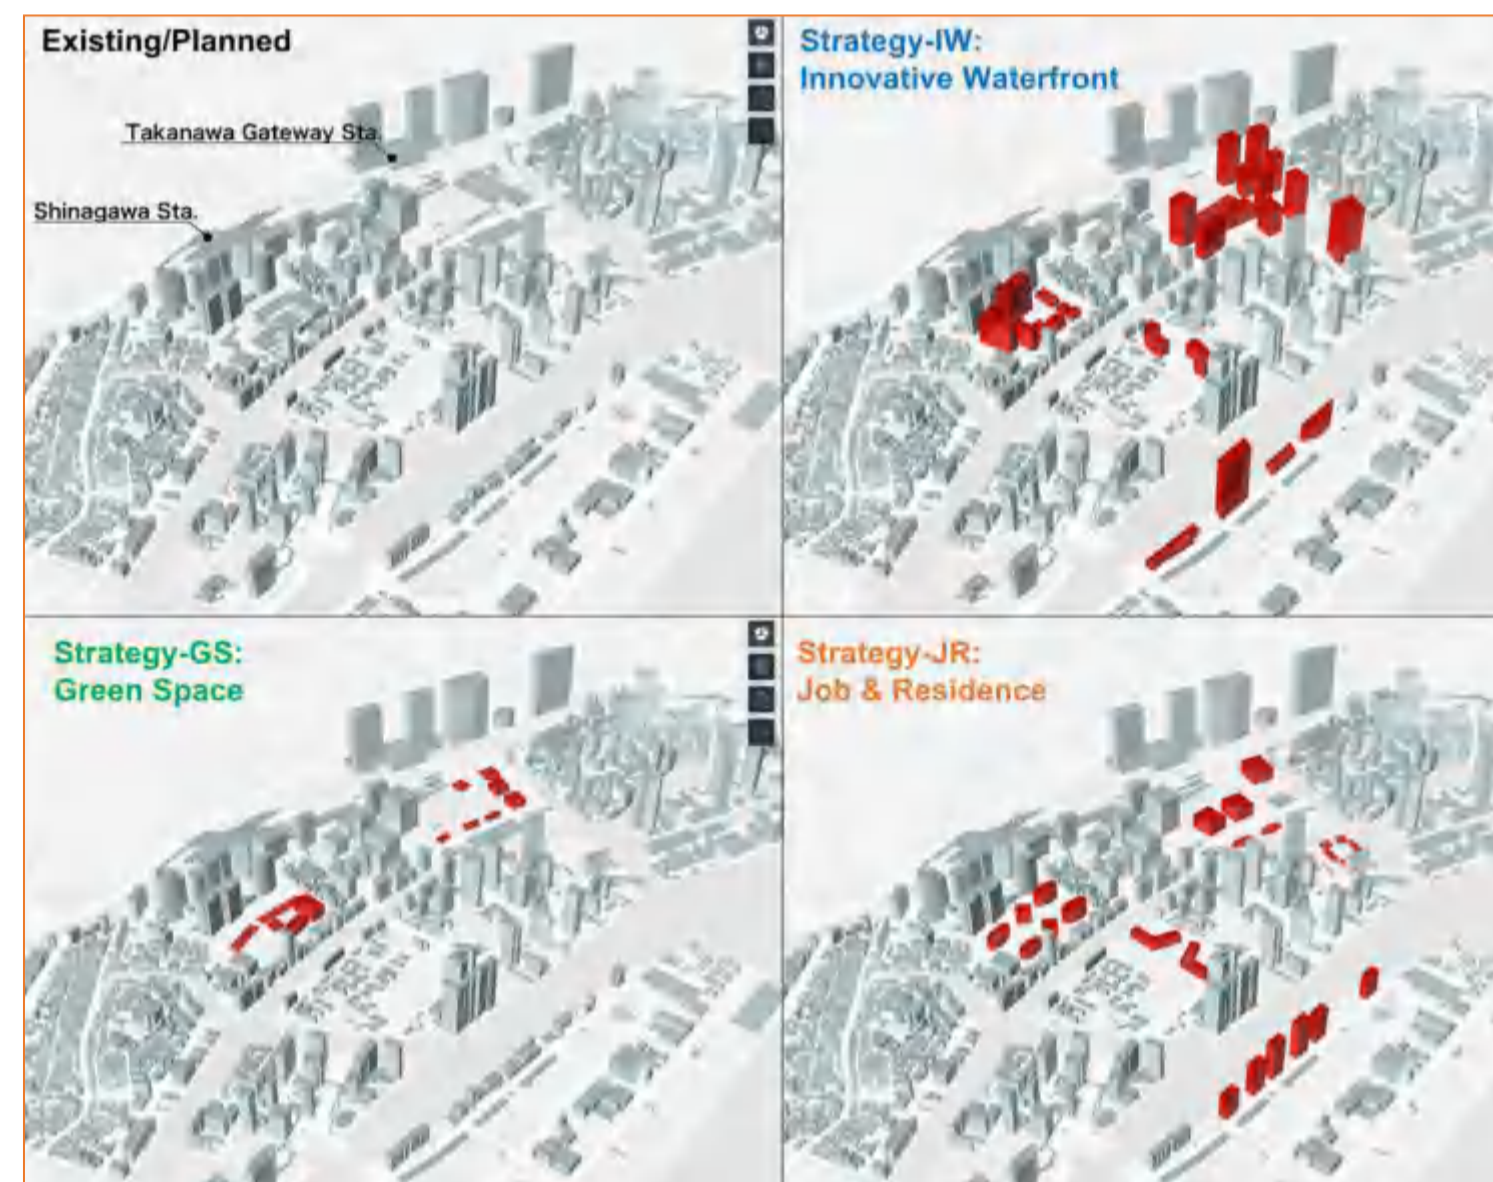 Existing/Planned
Takanawa Gateway Sta.
Shinagawa Sta.
Strategy-IW:
Innovative Waterfront
Strategy-GS:
Green Space
Strategy-JR:
Job & Residence